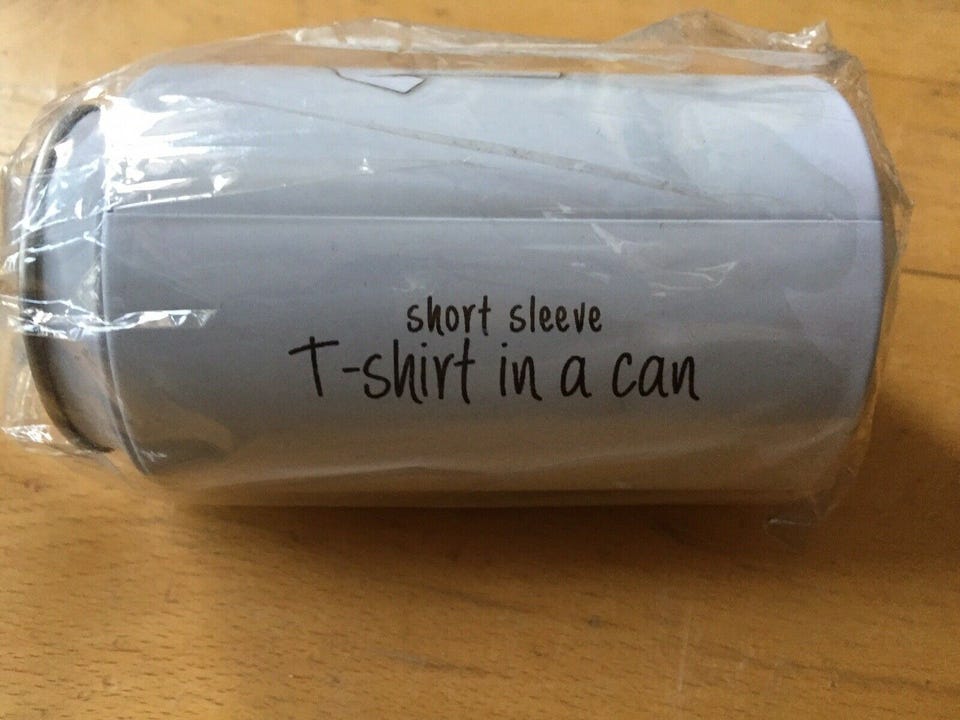 short sleeve
T-shirt in a can